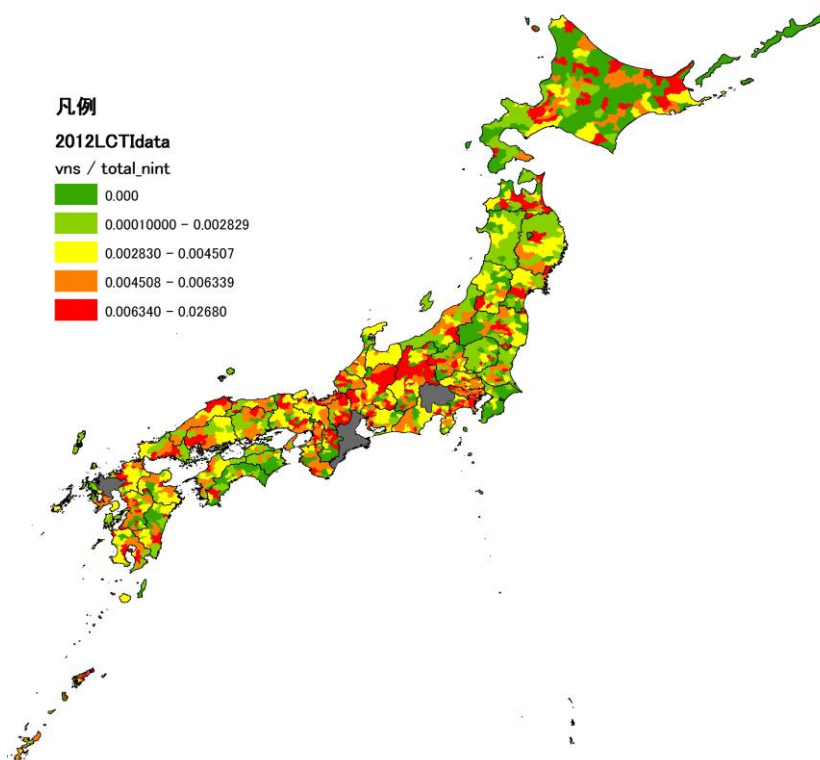 凡例
2012LCTIdata
vns / total_nint
0.000
0.00010000 - 0.002829
0.002830 - 0.004507
0.004508 - 0.006339
0.006340 - 0.02680